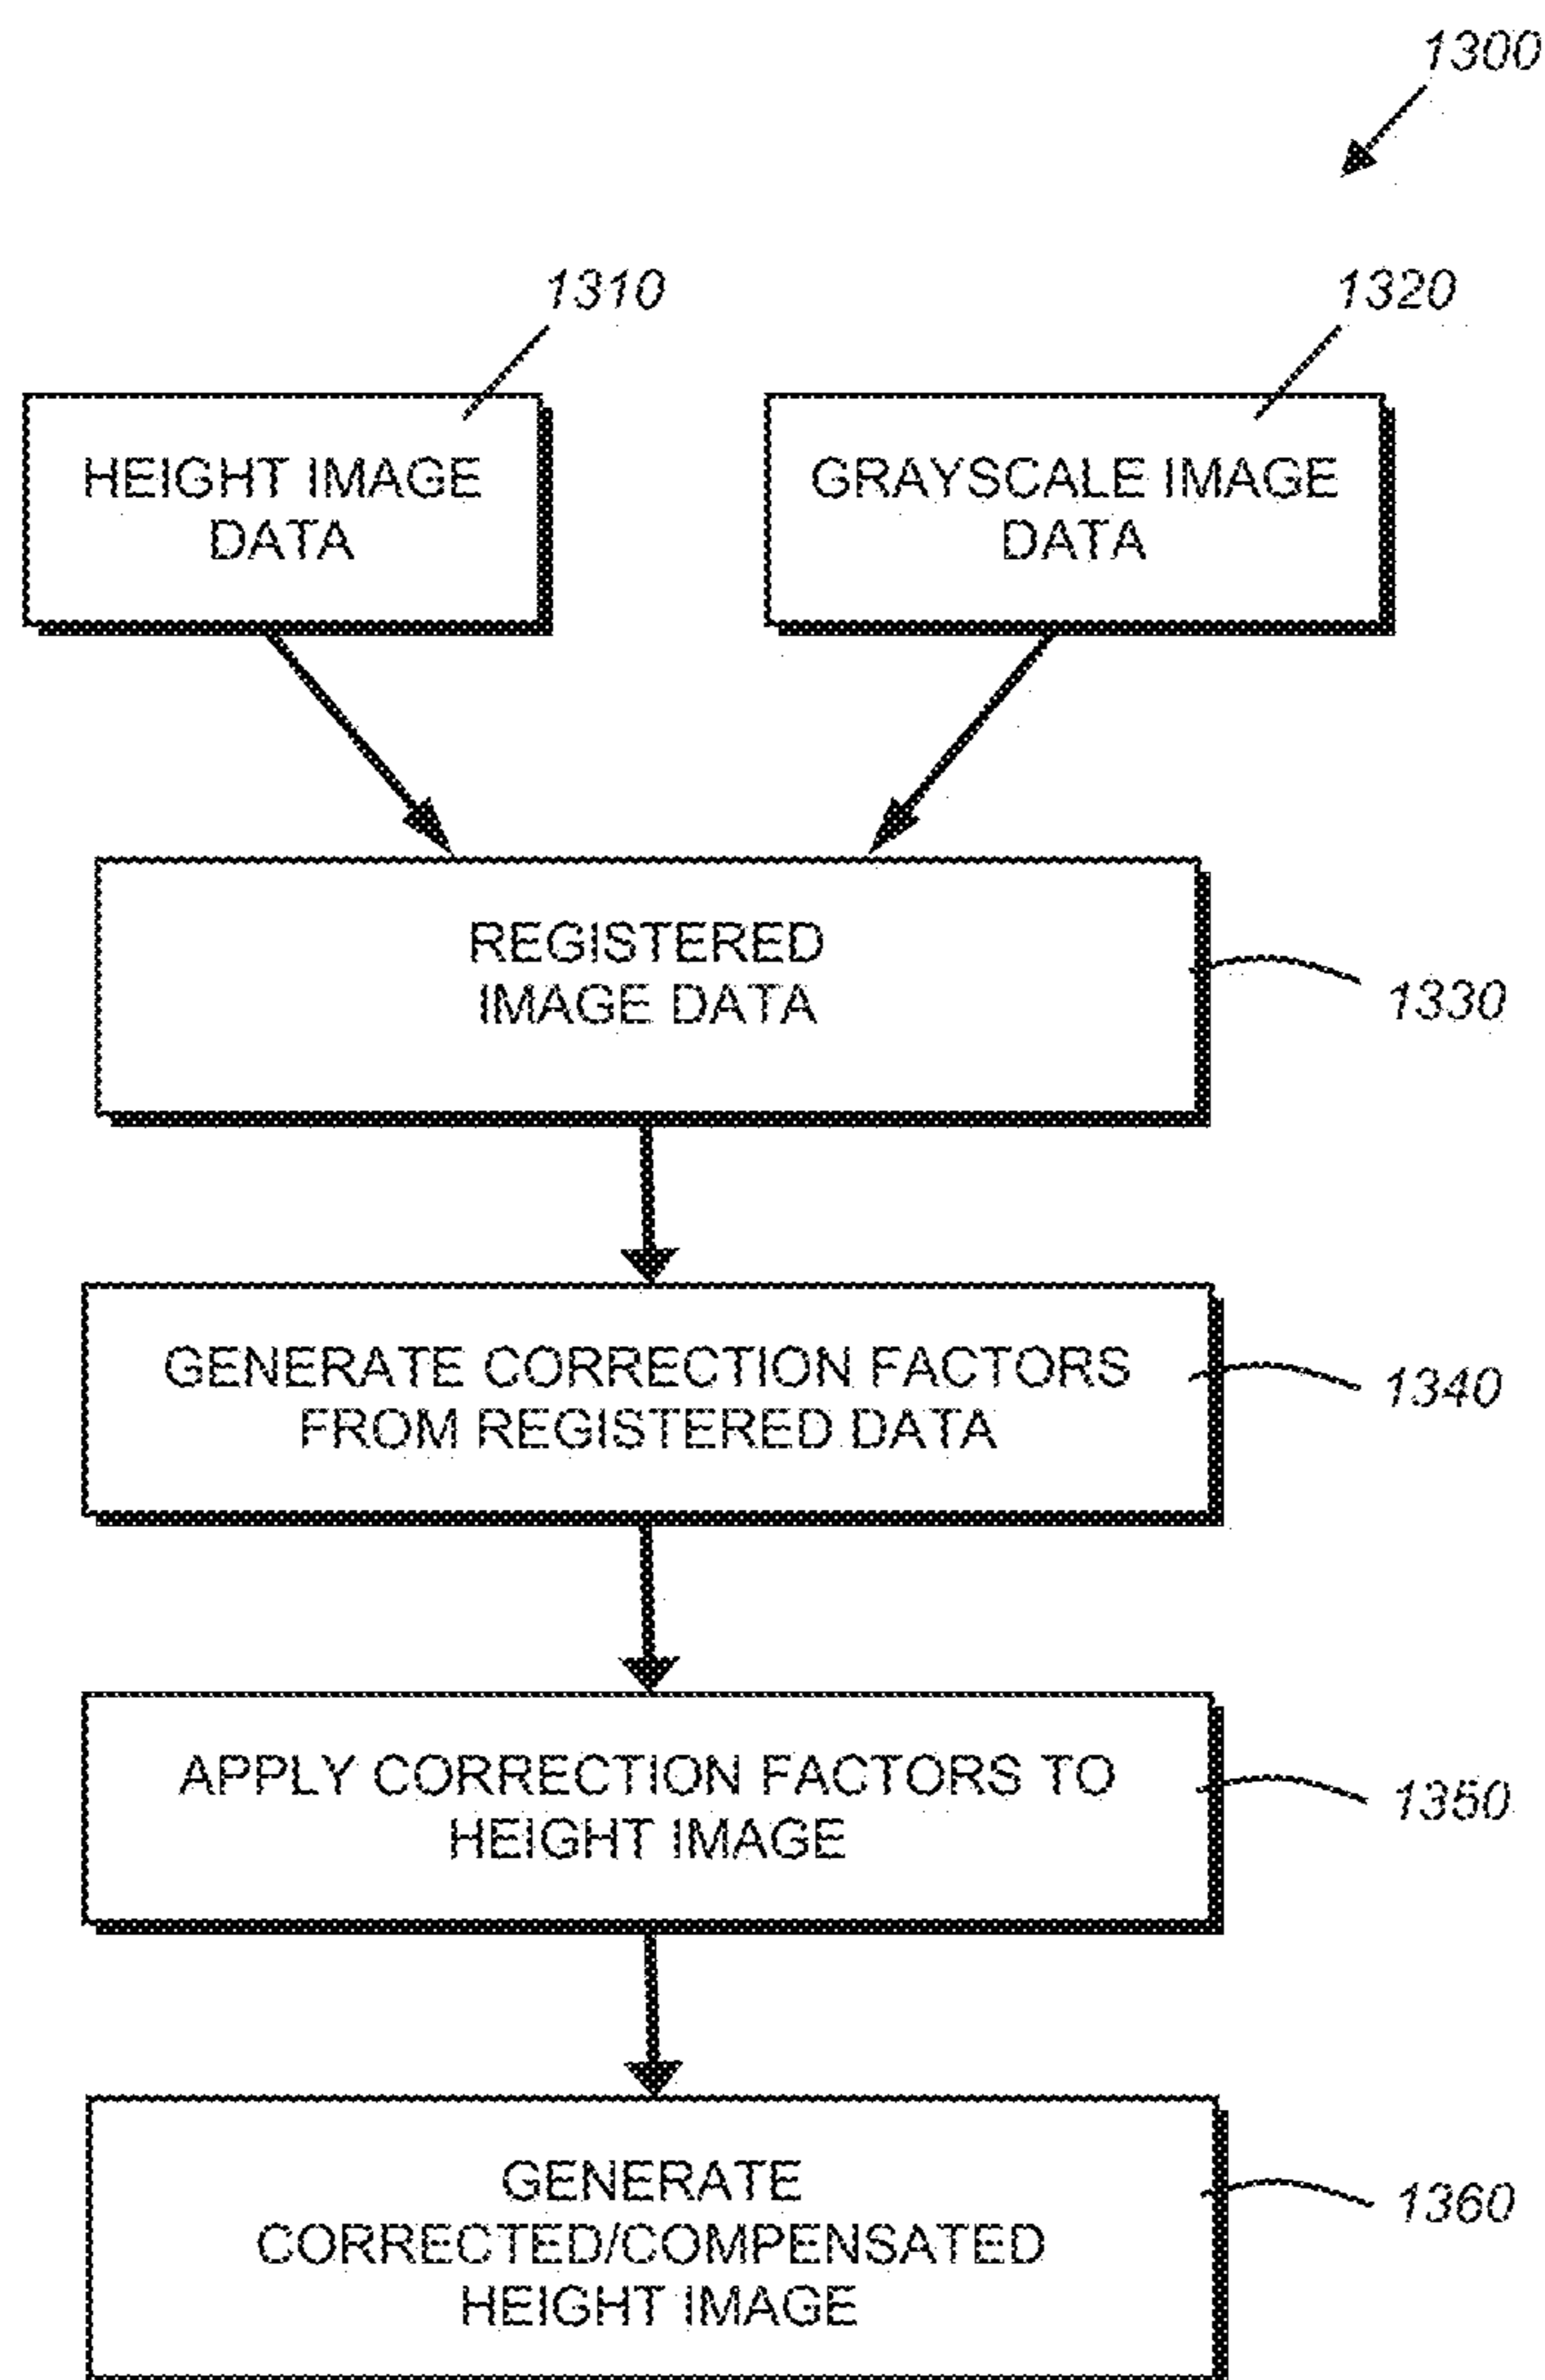 1300
1310
1320
HEIGHT IMAGE
DATA
GRAYSCALE IMAGE
DATA
REGISTERED
IMAGE DATA
1330
GENERATE CORRECTION FACTORS
FROM REGISTERED DATA
1340
APPLY CORRECTION FACTORS TO
HEIGHT IMAGE
1350
GENERATE
CORRECTED/COMPENSATED
HEIGHT IMAGE
1360